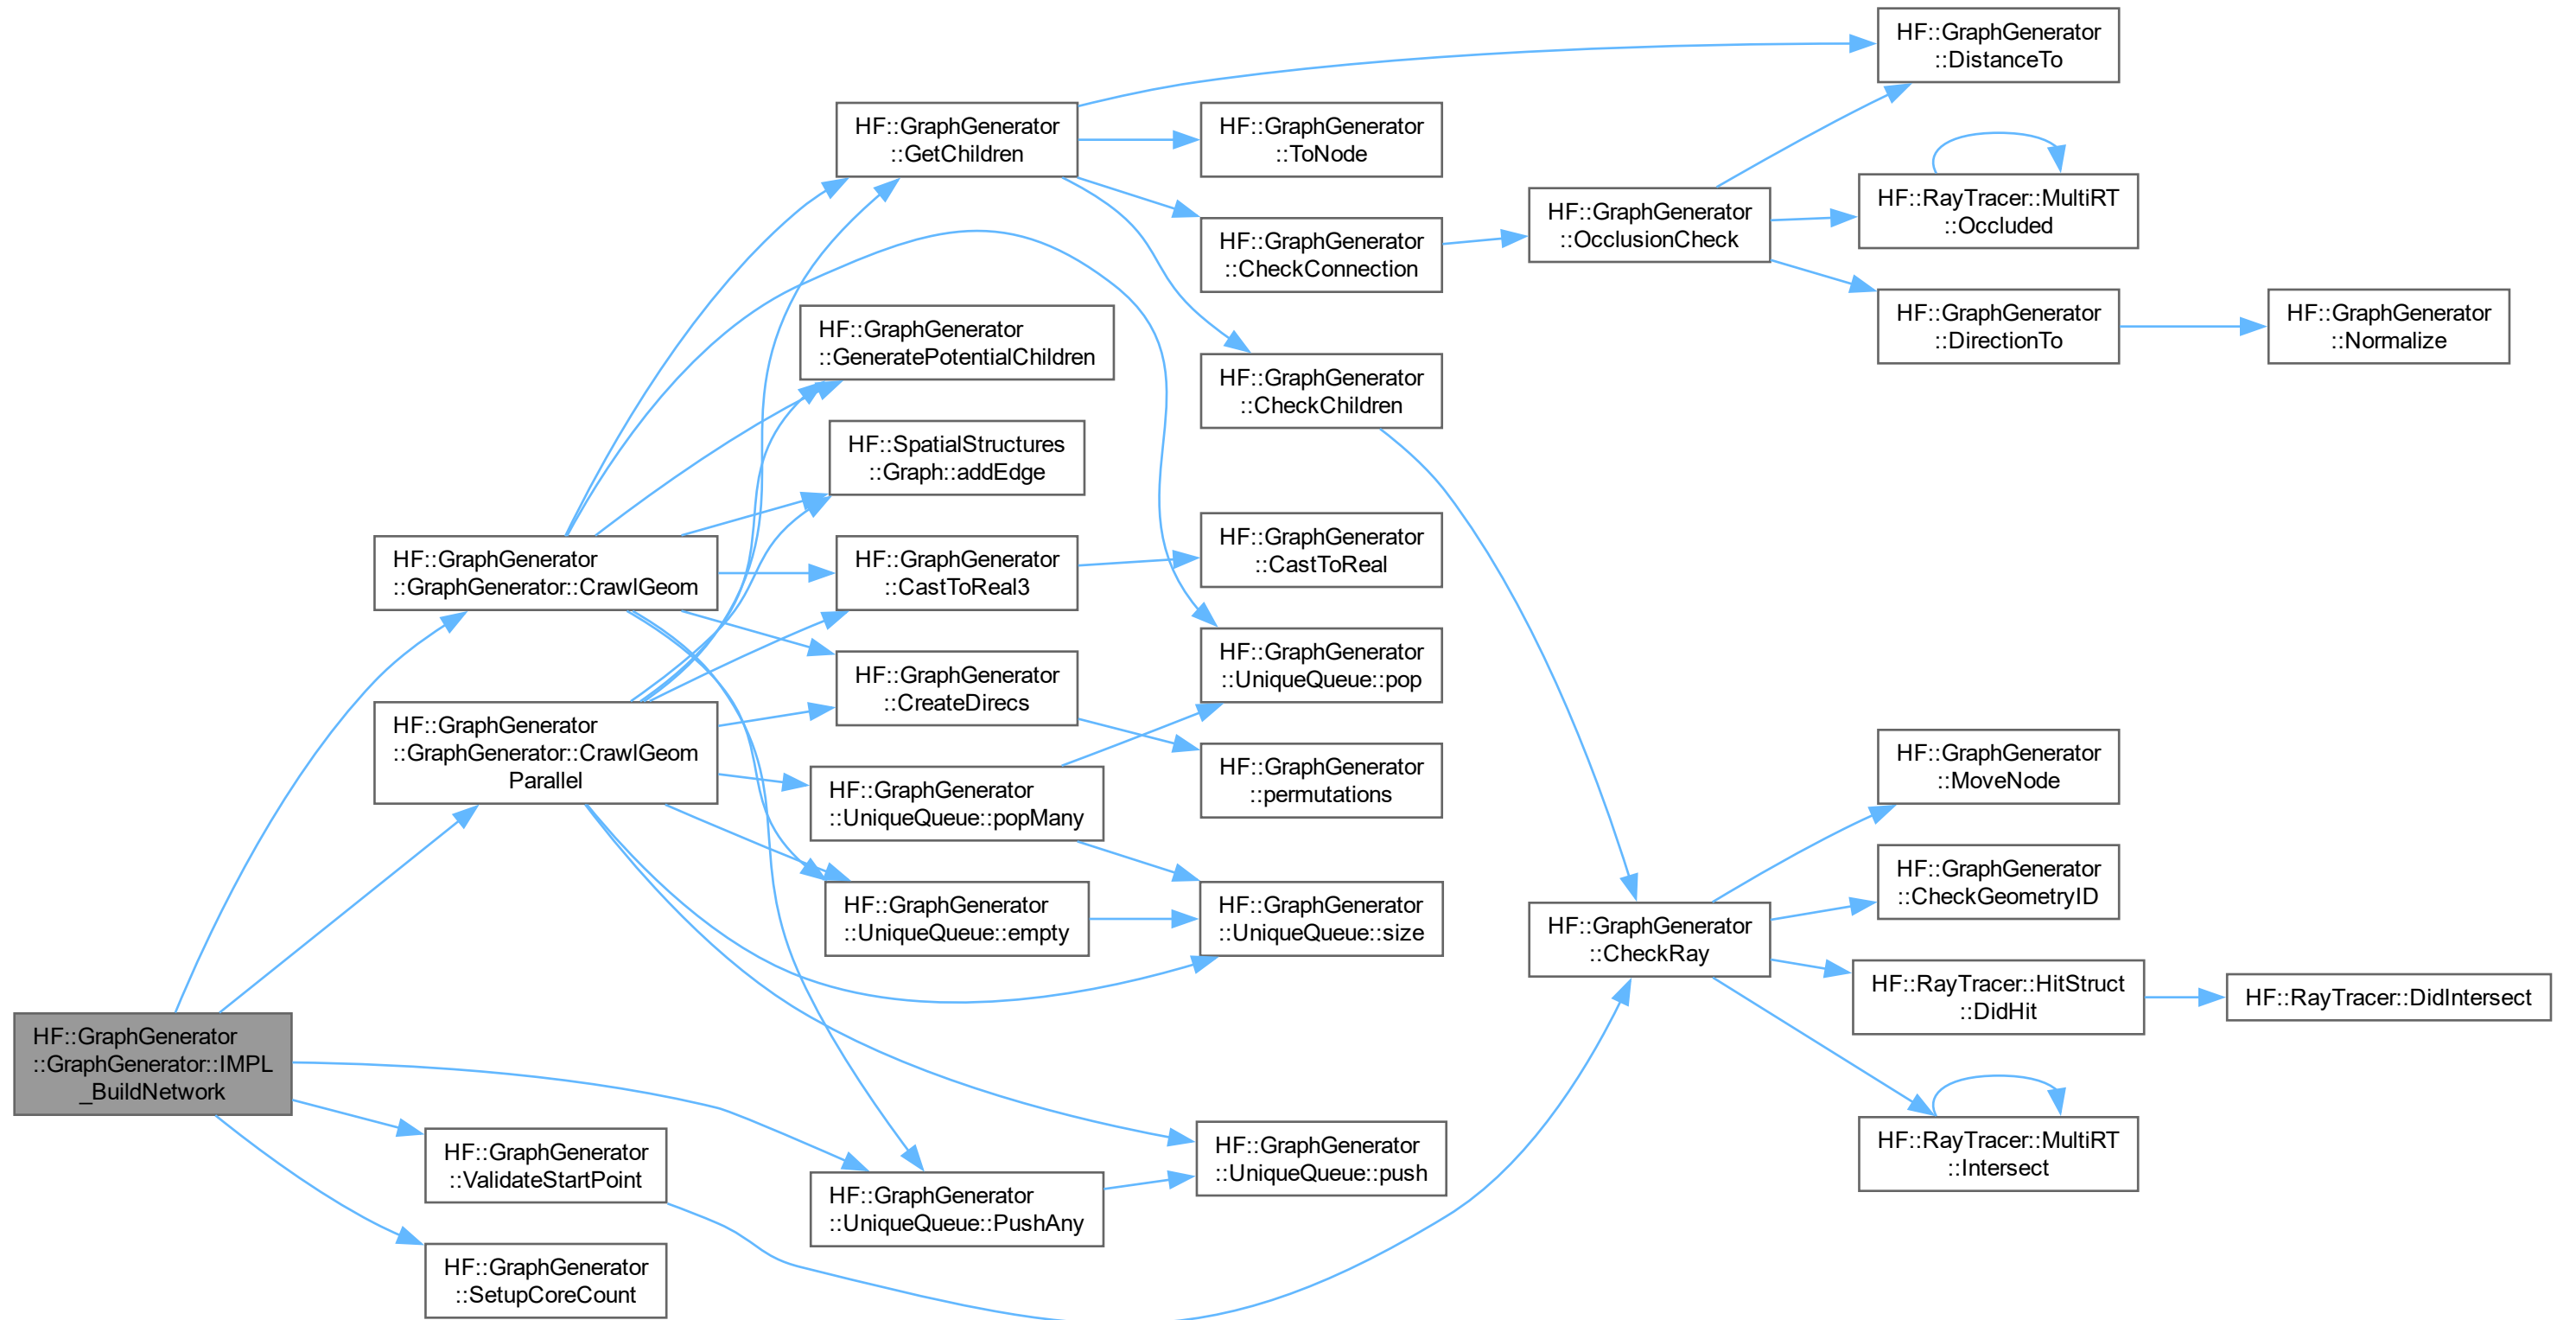 HF::GraphGenerator
::DistanceTo
HF::GraphGenerator
::GetChildren
HF::GraphGenerator
::ToNode
HF::RayTracer::MultiRT
::Occluded
HF::GraphGenerator
::OcclusionCheck
HF::GraphGenerator
::CheckConnection
HF::GraphGenerator
::DirectionTo
HF::GraphGenerator
::Normalize
HF::GraphGenerator
::GeneratePotentialChildren
HF::GraphGenerator
::CheckChildren
HF::SpatialStructures
::Graph::addEdge
HF::GraphGenerator
::CastToReal
HF::GraphGenerator
::GraphGenerator::CrawlGeom
HF::GraphGenerator
::CastToReal3
HF::GraphGenerator
::UniqueQueue::pop
HF::GraphGenerator
::CreateDirecs
HF::GraphGenerator
::GraphGenerator::CrawlGeom
Parallel
HF::GraphGenerator
::MoveNode
HF::GraphGenerator
::permutations
HF::GraphGenerator
::UniqueQueue::popMany
HF::GraphGenerator
::CheckGeometryID
HF::GraphGenerator
::UniqueQueue::empty
HF::GraphGenerator
::UniqueQueue::size
HF::GraphGenerator
::CheckRay
HF::RayTracer::HitStruct
::DidHit
HF::RayTracer::DidIntersect
HF::GraphGenerator
::GraphGenerator::IMPL
_BuildNetwork
HF::RayTracer::MultiRT
::Intersect
HF::GraphGenerator
::UniqueQueue::push
HF::GraphGenerator
::ValidateStartPoint
HF::GraphGenerator
::UniqueQueue::PushAny
HF::GraphGenerator
::SetupCoreCount